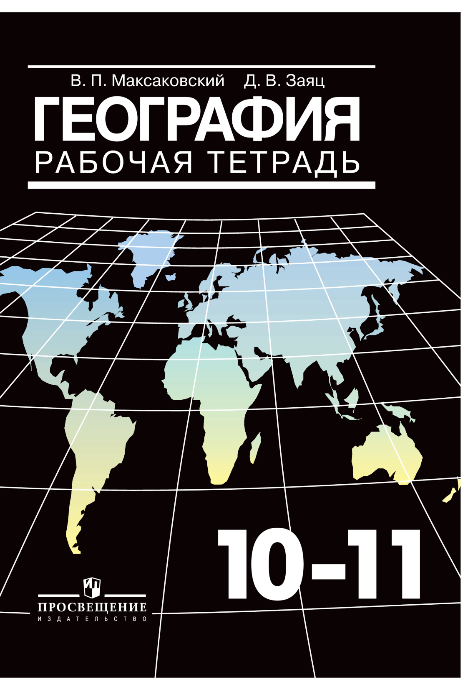 В. П. Максаковский Д. В. Заяц
ГЕОГРАФИЯ
РАБОЧАЯ ТЕТРАДЬ
10-11
ПРОСВЕЩЕНИЕ
ИЗДАТЕЛЬСТВО